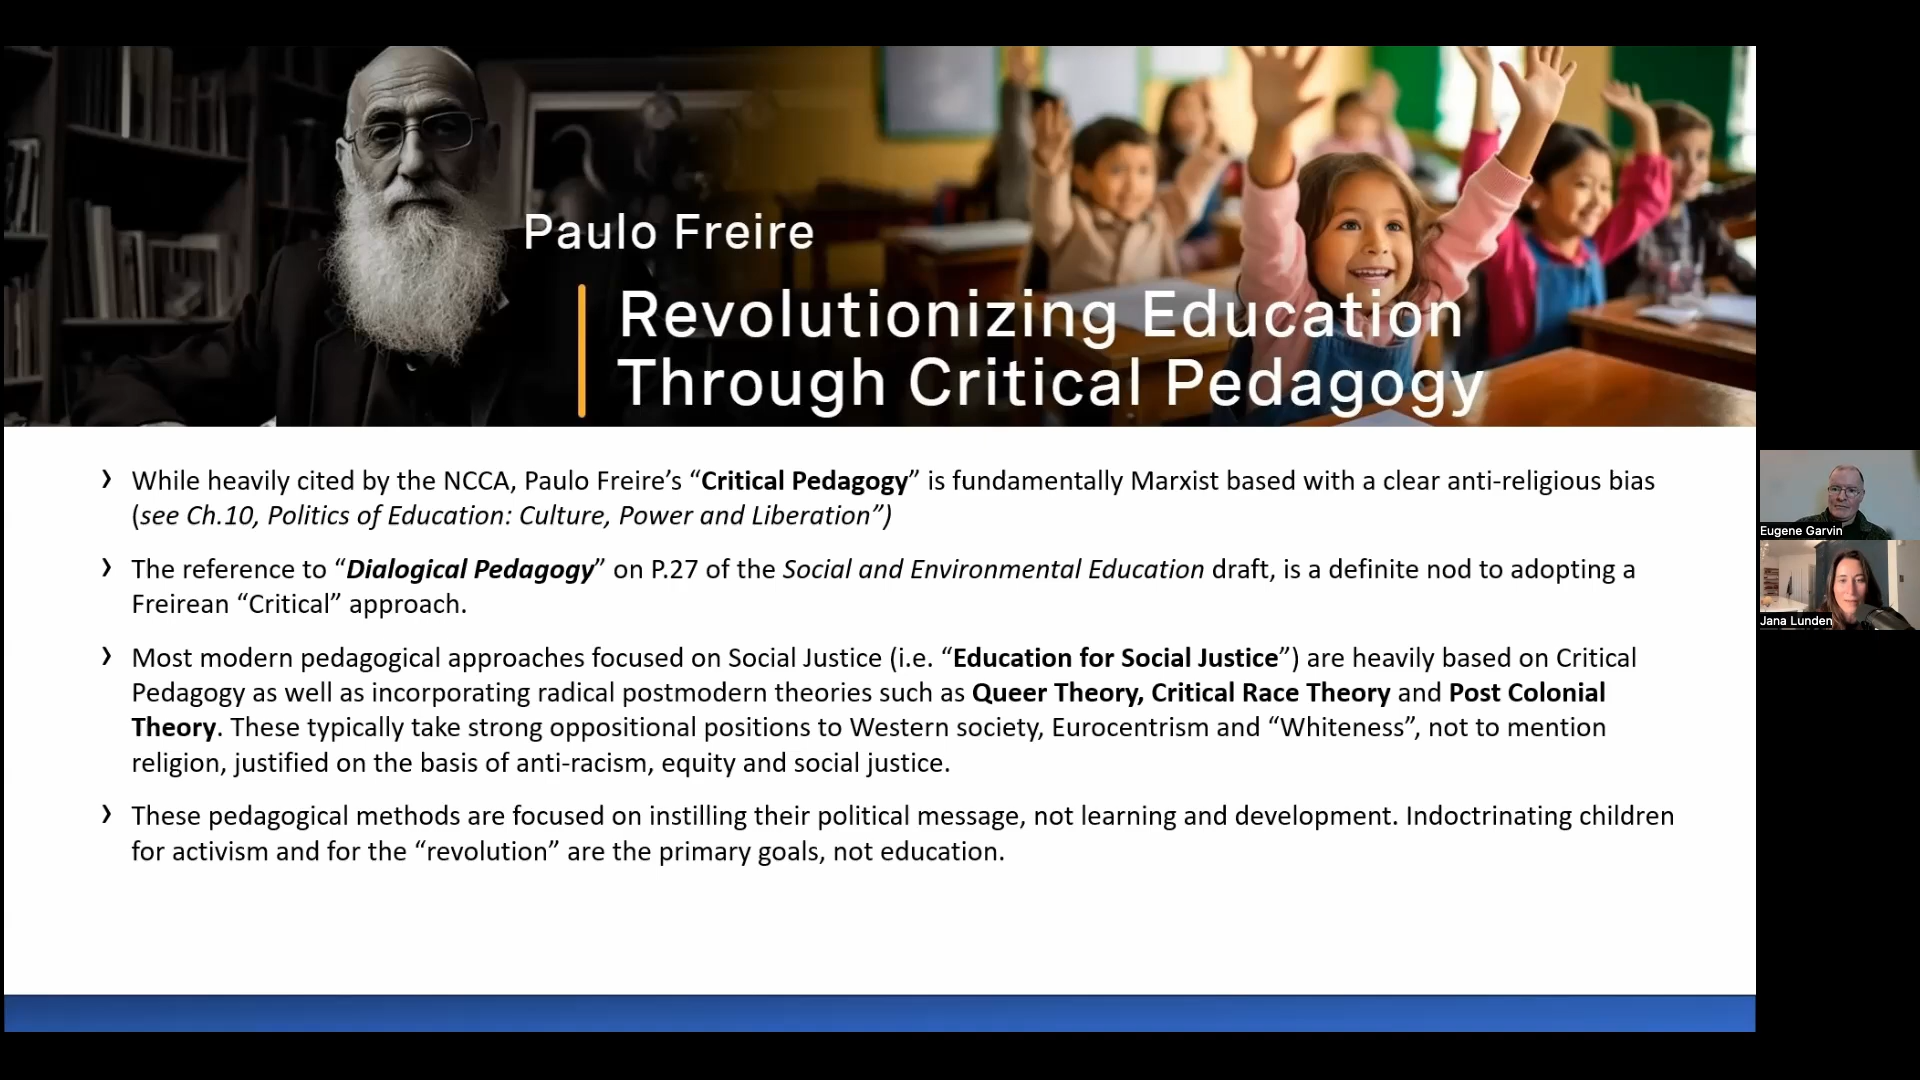 Paulo Freire
Revolutionizing Education
Through Critical Pedagogy
› While heavily cited by the NCCA, Paulo Freire’s “Critical Pedagogy” is fundamentally Marxist based with a clear anti-religious bias
(see Ch.10, Politics of Education: Culture, Power and Liberation”)
› The reference to “Dialogical Pedagogy” on P.27 of the Social and Environmental Education draft, is a definite nod to adopting a
Freirean “Critical” approach.
› Most modern pedagogical approaches focused on Social Justice (i.e. “Education for Social Justice”) are heavily based on Critical
Pedagogy as well as incorporating radical postmodern theories such as Queer Theory, Critical Race Theory and Post Colonial
Theory. These typically take strong oppositional positions to Western society, Eurocentrism and “Whiteness”, not to mention
religion, justified on the basis of anti-racism, equity and social justice.
› These pedagogical methods are focused on instilling their political message, not learning and development. Indoctrinating children
for activism and for the “revolution” are the primary goals, not education.
Eugene Garvin
Jana Lunden